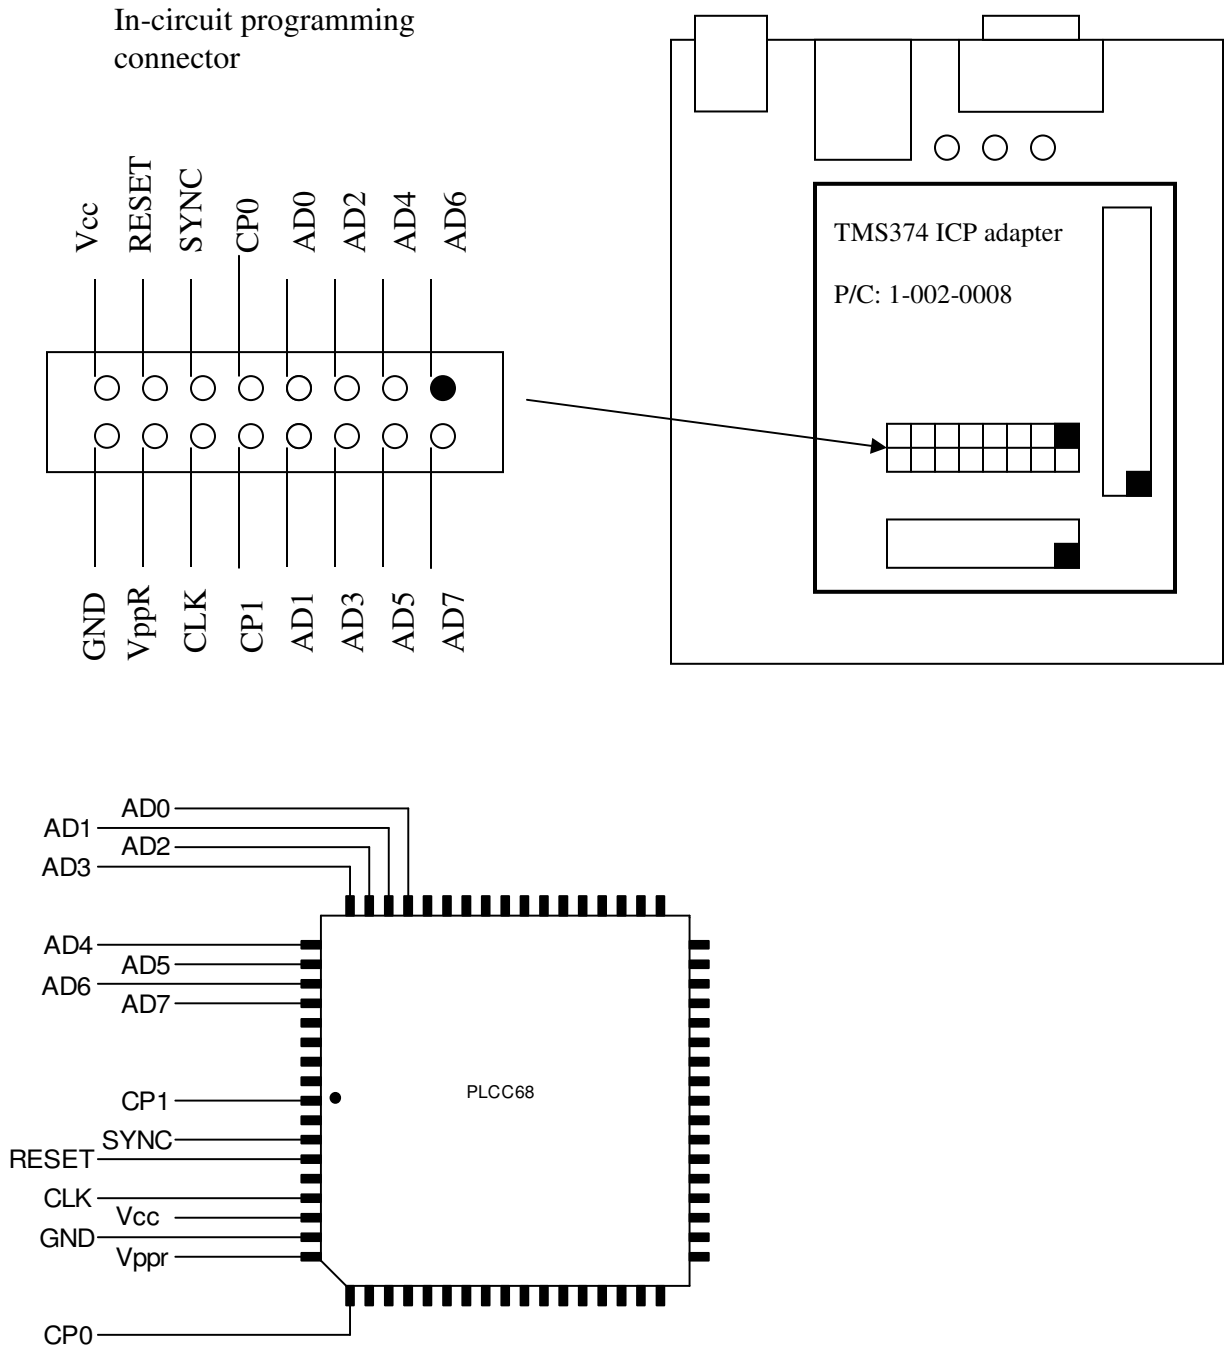 In-circuit programming
connector
Vcc
RESET
SYNC
CP0
AD0
AD2
AD4
AD6
GND
VppR
CLK
CP1
AD1
AD3
AD5
AD7
TMS374 ICP adapter
P/C: 1-002-0008
AD0
AD1
AD2
AD3
AD4
AD5
AD6
AD7
CP1
SYNC
RESET
CLK
Vcc
GND
Vppr
CP0
PLCC68